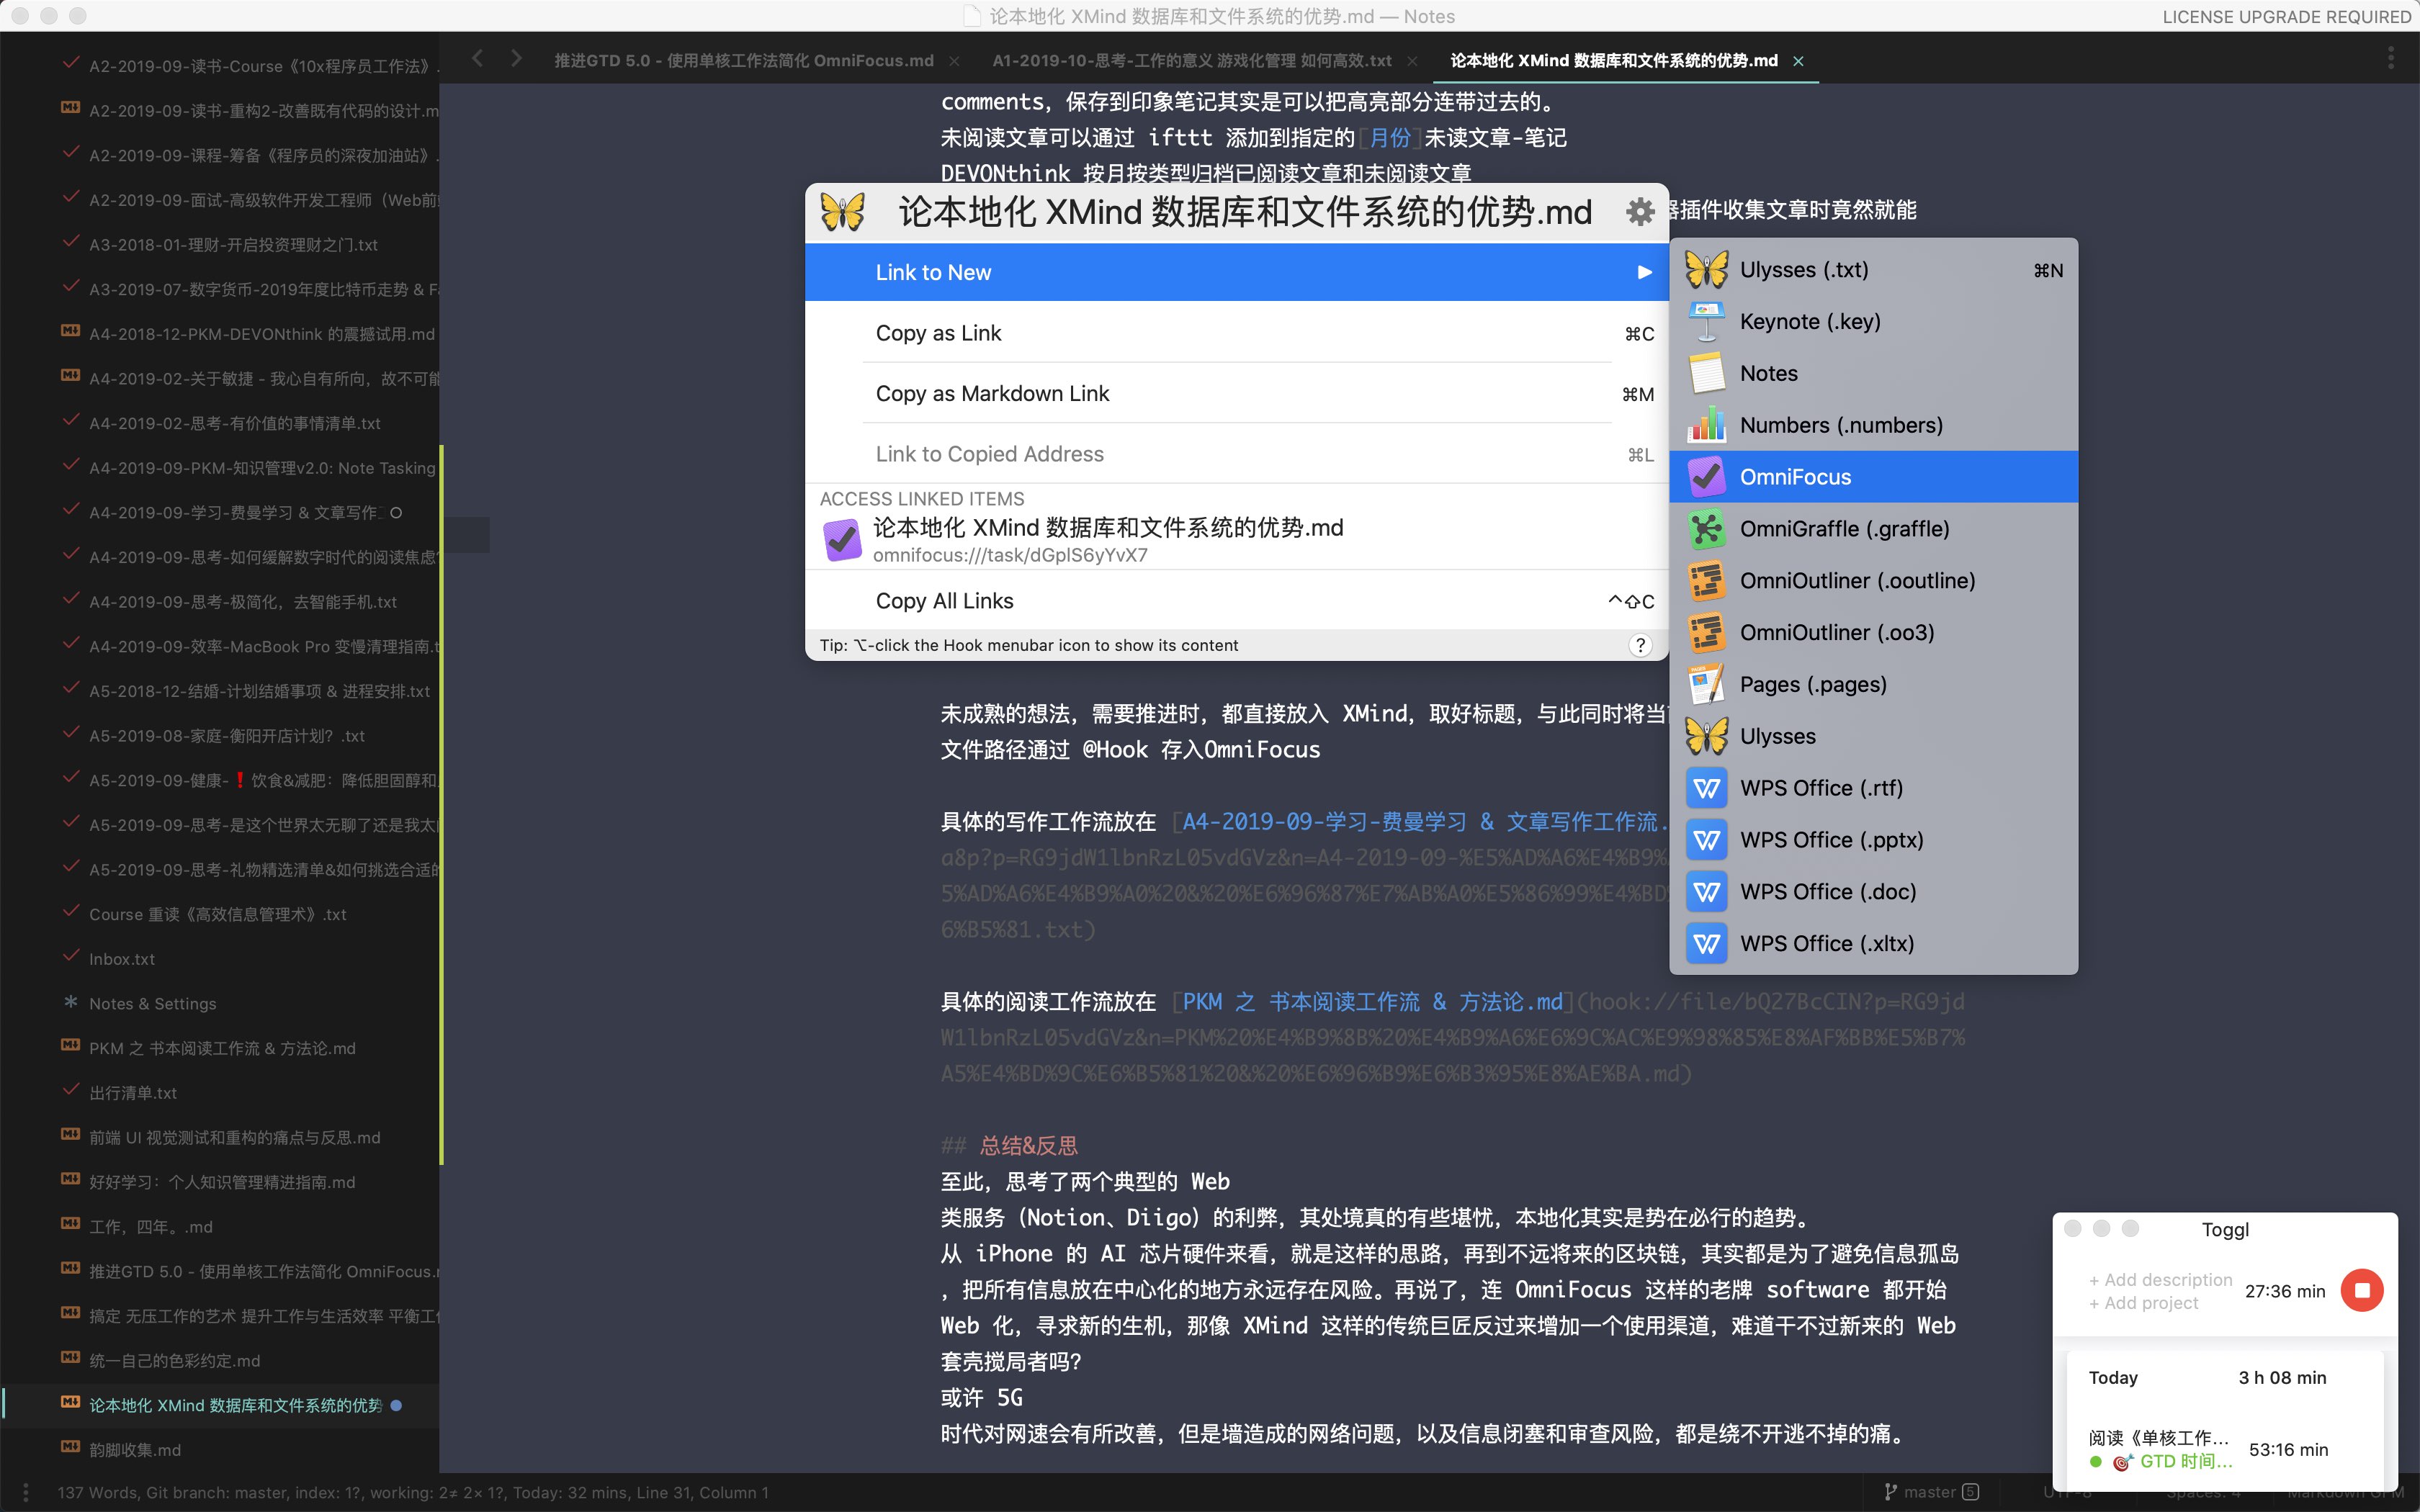 论本地化 XMind 数据库和文件系统的优势.md — Notes
LICENSE UPGRADE REQUIRED
A2-2019-09-读书-Course《10x程序员工作法》.
A2-2019-09-读书-重构2-改善既有代码的设计.m
A2-2019-09-课程-筹备《程序员的深夜加油站》.
A2-2019-09-面试-高级软件开发工程师（Web前
A3-2018-01-理财-开启投资理财之门.txt
A3-2019-07-数字货币-2019年度比特币走势 & F
A4-2018-12-PKM-DEVONthink 的震撼试用.md
A4-2019-02-关于敏捷 - 我心自有所向，故不可能
A4-2019-02-思考-有价值的事情清单.txt
A4-2019-09-PKM-知识管理v2.0: Note Tasking
A4-2019-09-学习-费曼学习 & 文章写作
A4-2019-09-思考-如何缓解数字时代的阅读焦虑
A4-2019-09-思考-极简化，去智能手机.txt
A4-2019-09-效率-MacBook Pro 变慢清理指南.t
A5-2018-12-结婚-计划结婚事项 & 进程安排.txt
A5-2019-08-家庭-衡阳开店计划？.txt
A5-2019-09-健康-❗饮食&减肥：降低胆固醇和
A5-2019-09-思考-是这个世界太无聊了还是我太
A5-2019-09-思考-礼物精选清单&如何挑选合适的
Course 重读《高效信息管理术》.txt
Inbox.txt
Notes & Settings
PKM 之 书本阅读工作流 & 方法论.md
出行清单.txt
前端 UI 视觉测试和重构的痛点与反思.md
好好学习：个人知识管理精进指南.md
工作，四年。.md
推进GTD 5.0 - 使用单核工作法简化 OmniFocus.
搞定 无压工作的艺术 提升工作与生活效率 平衡工
统一自己的色彩约定.md
论本地化 XMind 数据库和文件系统的优势
韵脚收集.md
推进GTD 5.0 - 使用单核工作法简化 OmniFocus.md
A1-2019-10-思考-工作的意义 游戏化管理 如何高效.txt
论本地化 XMind 数据库和文件系统的优势.md
comments，保存到印象笔记其实是可以把高亮部分连带过去的。
未阅读文章可以通过 ifttt 添加到指定的[月份]未读文章-笔记
DEVONthink 按月按类型归档已阅读文章和未阅读文章
器插件收集文章时竟然就能
论本地化 XMind 数据库和文件系统的优势.md
Link to New
Copy as Link ⌘C
Copy as Markdown Link ⌘M
Link to Copied Address ⌘L
ACCESS LINKED ITEMS
论本地化 XMind 数据库和文件系统的优势.md
omnifocus:///task/dGplS6yYvX7
Copy All Links ^⇧C
Tip: ⌥-click the Hook menubar icon to show its content ?
Ulysses (.txt) ⌘N
Keynote (.key)
Notes
Numbers (.numbers)
OmniFocus
OmniGraffle (.graffle)
OmniOutliner (.ooutline)
OmniOutliner (.oo3)
Pages (.pages)
Ulysses
WPS Office (.rtf)
WPS Office (.pptx)
WPS Office (.doc)
WPS Office (.xltx)
未成熟的想法，需要推进时，都直接放入 XMind，取好标题，与此同时将当
文件路径通过 @Hook 存入OmniFocus
具体的写作工作流放在 [A4-2019-09-学习-费曼学习 & 文章写作工作流.
a8p?p=RG9jdW1lbnRzL05vdGVz&n=A4-2019-09-%E5%AD%A6%E4%B9%
5%AD%A6%E4%B9%A0%20&%20%E6%96%87%E7%AB%A0%E5%86%99%E4%BD
6%B5%81.txt)
具体的阅读工作流放在 [PKM 之 书本阅读工作流 & 方法论.md](hook://file/bQ27BcCIN?p=RG9jd
W1lbnRzL05vdGVz&n=PKM%20%E4%B9%8B%20%E4%B9%A6%E6%9C%AC%E9%98%85%E8%AF%BB%E5%B7%
A5%E4%BD%9C%E6%B5%81%20&%20%E6%96%B9%E6%B3%95%E8%AE%BA.md)
## 总结&反思
至此，思考了两个典型的 Web
类服务（Notion、Diigo）的利弊，其处境真的有些堪忧，本地化其实是势在必行的趋势。
从 iPhone 的 AI 芯片硬件来看，就是这样的思路，再到不远将来的区块链，其实都是为了避免信息孤岛
，把所有信息放在中心化的地方永远存在风险。再说了，连 OmniFocus 这样的老牌 software 都开始
Web 化，寻求新的生机，那像 XMind 这样的传统巨匠反过来增加一个使用渠道，难道干不过新来的 Web
套壳搅局者吗？
或许 5G
时代对网速会有所改善，但是墙造成的网络问题，以及信息闭塞和审查风险，都是绕不开逃不掉的痛。
Toggl
+ Add description
+ Add project
27:36 min
Today 3 h 08 min
阅读《单核工作...
53:16 min
GTD 时间...
137 Words, Git branch: master, index: 1?, working: 2≠ 2× 1?, Today: 32 mins, Line 31, Column 1
master 5